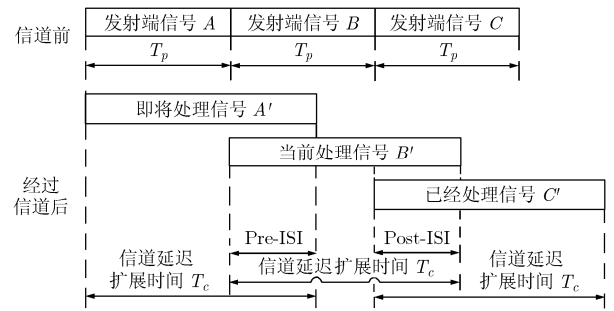 信道前
发射端信号 A
发射端信号 B
发射端信号 C
T_p
T_p
T_p
即将处理信号 A′
当前处理信号 B′
已经处理信号 C′
经过
信道后
Pre-ISI
Post-ISI
信道延迟
扩展时间 T_c
信道延迟扩展时间 T_c
信道延迟
扩展时间 T_c